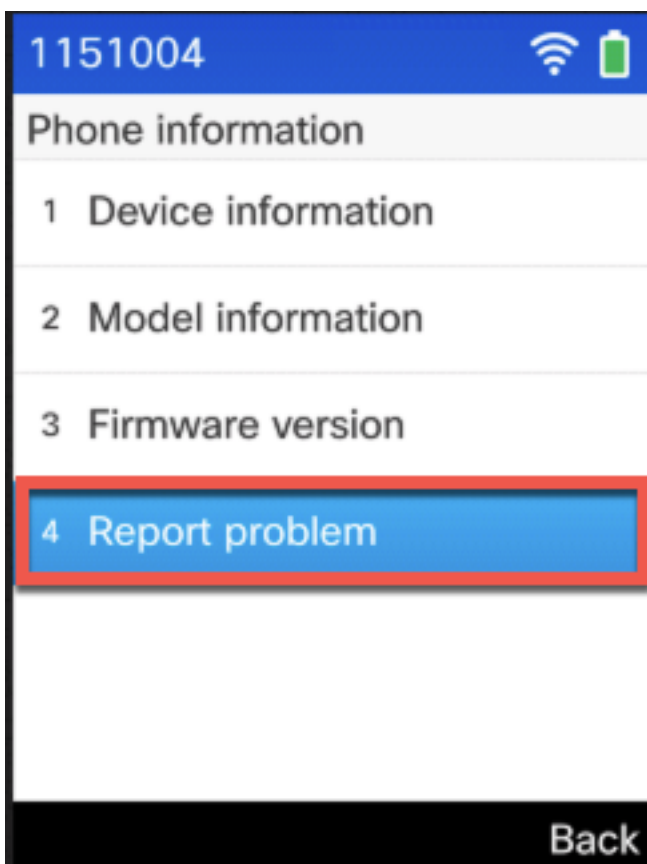 1151004
Phone information
1 Device information
2 Model information
3 Firmware version
4 Report problem
Back